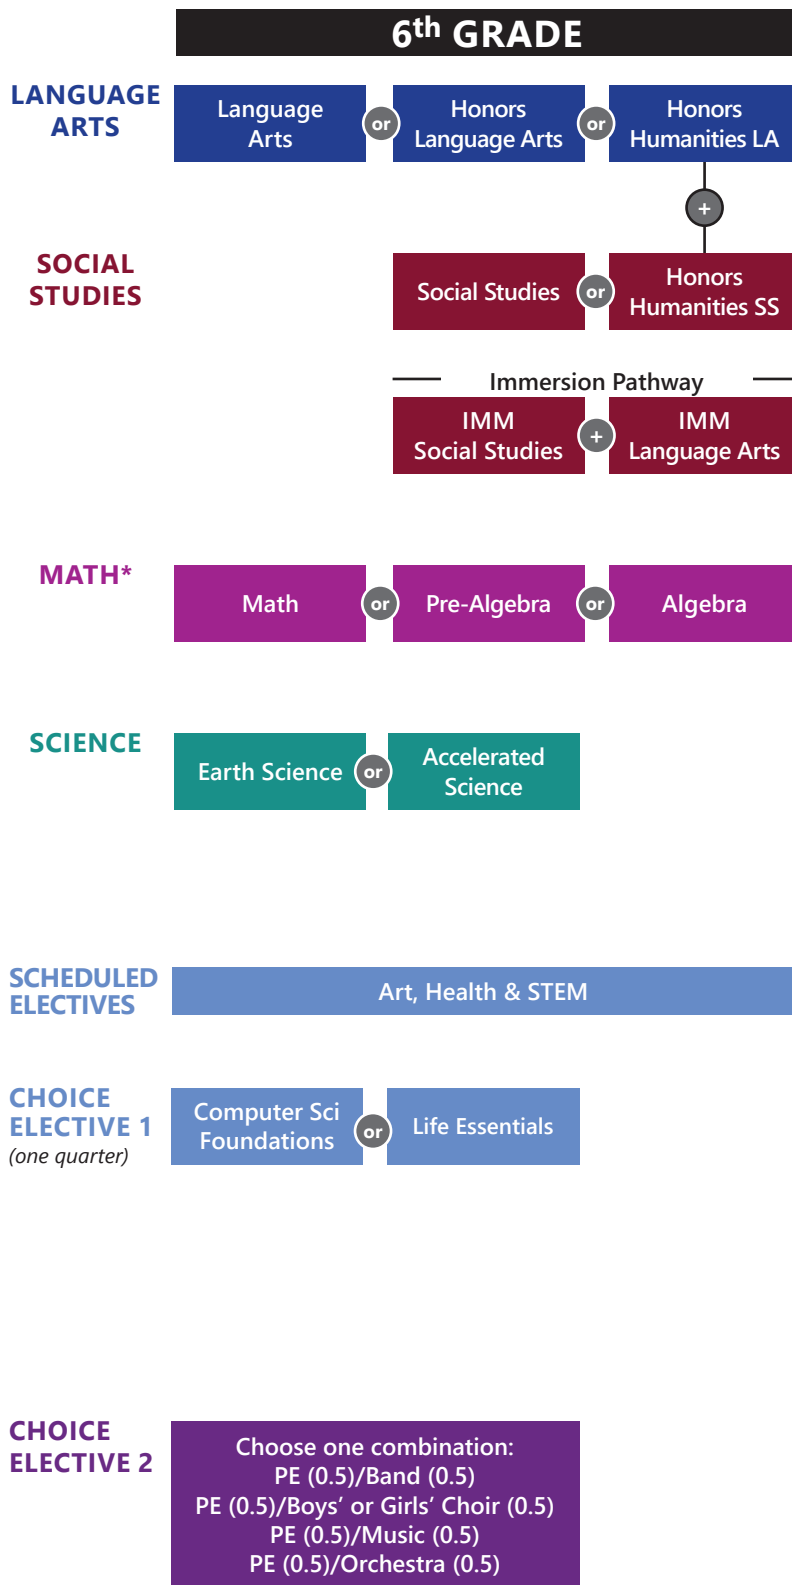 6th GRADE
LANGUAGE
ARTS
Language
Arts
or
Honors
Language Arts
or
Honors
Humanities LA
+
SOCIAL
STUDIES
Social Studies
or
Honors
Humanities SS
Immersion Pathway
IMM
Social Studies
+
IMM
Language Arts
MATH*
Math
or
Pre-Algebra
or
Algebra
SCIENCE
Earth Science
or
Accelerated
Science
SCHEDULED
ELECTIVES
Art, Health & STEM
CHOICE
ELECTIVE 1
(one quarter)
Computer Sci
Foundations
or
Life Essentials
CHOICE
ELECTIVE 2
Choose one combination:
PE (0.5)/Band (0.5)
PE (0.5)/Boys’ or Girls’ Choir (0.5)
PE (0.5)/Music (0.5)
PE (0.5)/Orchestra (0.5)